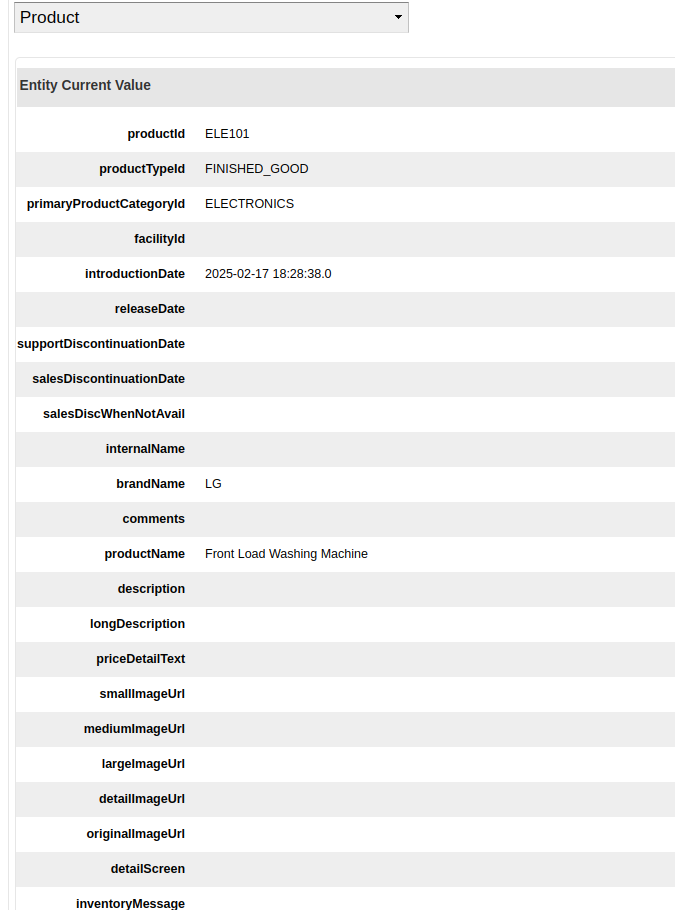 Product
Entity Current Value
productId ELE101
productTypeId FINISHED_GOOD
primaryProductCategoryId ELECTRONICS
facilityId
introductionDate 2025-02-17 18:28:38.0
releaseDate
supportDiscontinuationDate
salesDiscontinuationDate
salesDiscWhenNotAvail
internalName
brandName LG
comments
productName Front Load Washing Machine
description
longDescription
priceDetailText
smallImageUrl
mediumImageUrl
largeImageUrl
detailImageUrl
originalImageUrl
detailScreen
inventoryMessage